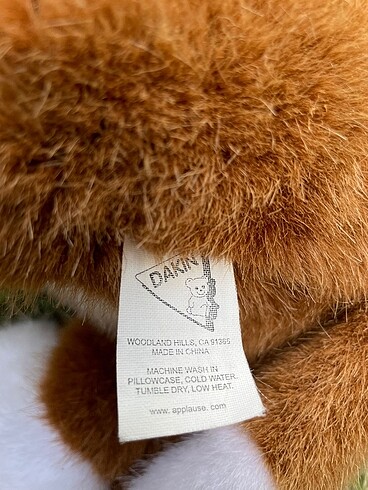 DAKIN
WOODLAND HILLS, CA 91365
MADE IN CHINA
MACHINE WASH IN
PILLOWCASE, COLD WATER.
TUMBLE DRY, LOW HEAT.
www. applause. com